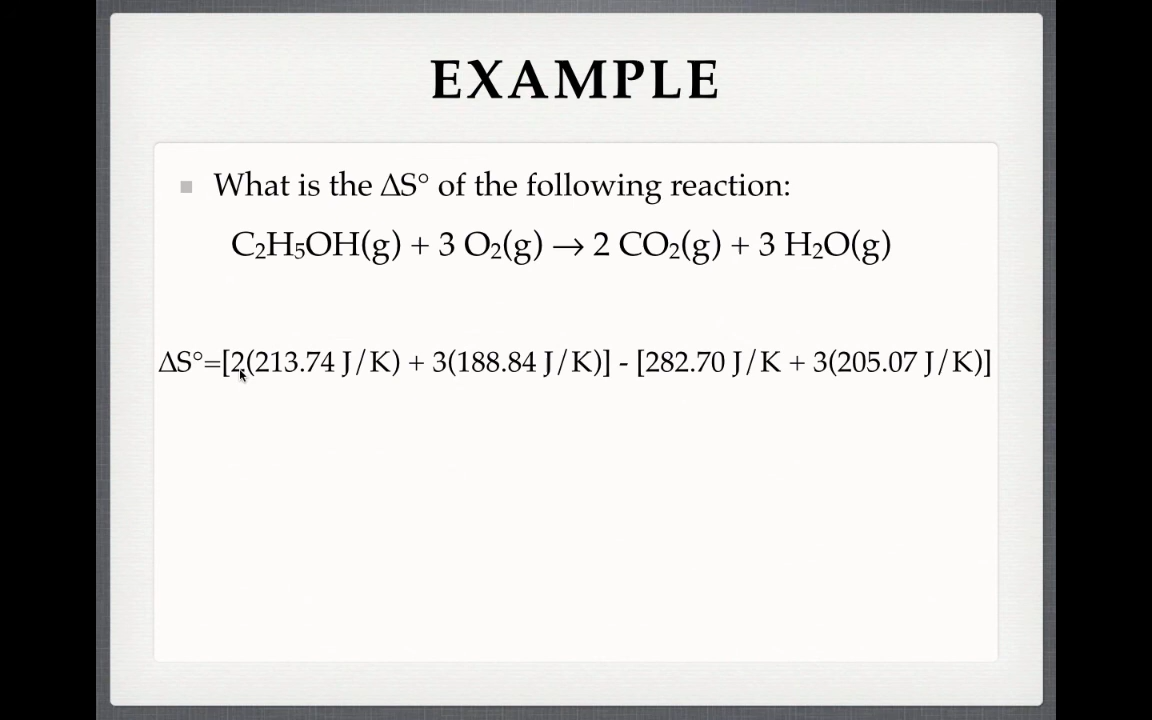 EXAMPLE
What is the ΔS° of the following reaction:
C₂H₅OH(g) + 3 O₂(g) → 2 CO₂(g) + 3 H₂O(g)
ΔS°=[2(213.74 J/K) + 3(188.84 J/K)] - [282.70 J/K + 3(205.07 J/K)]